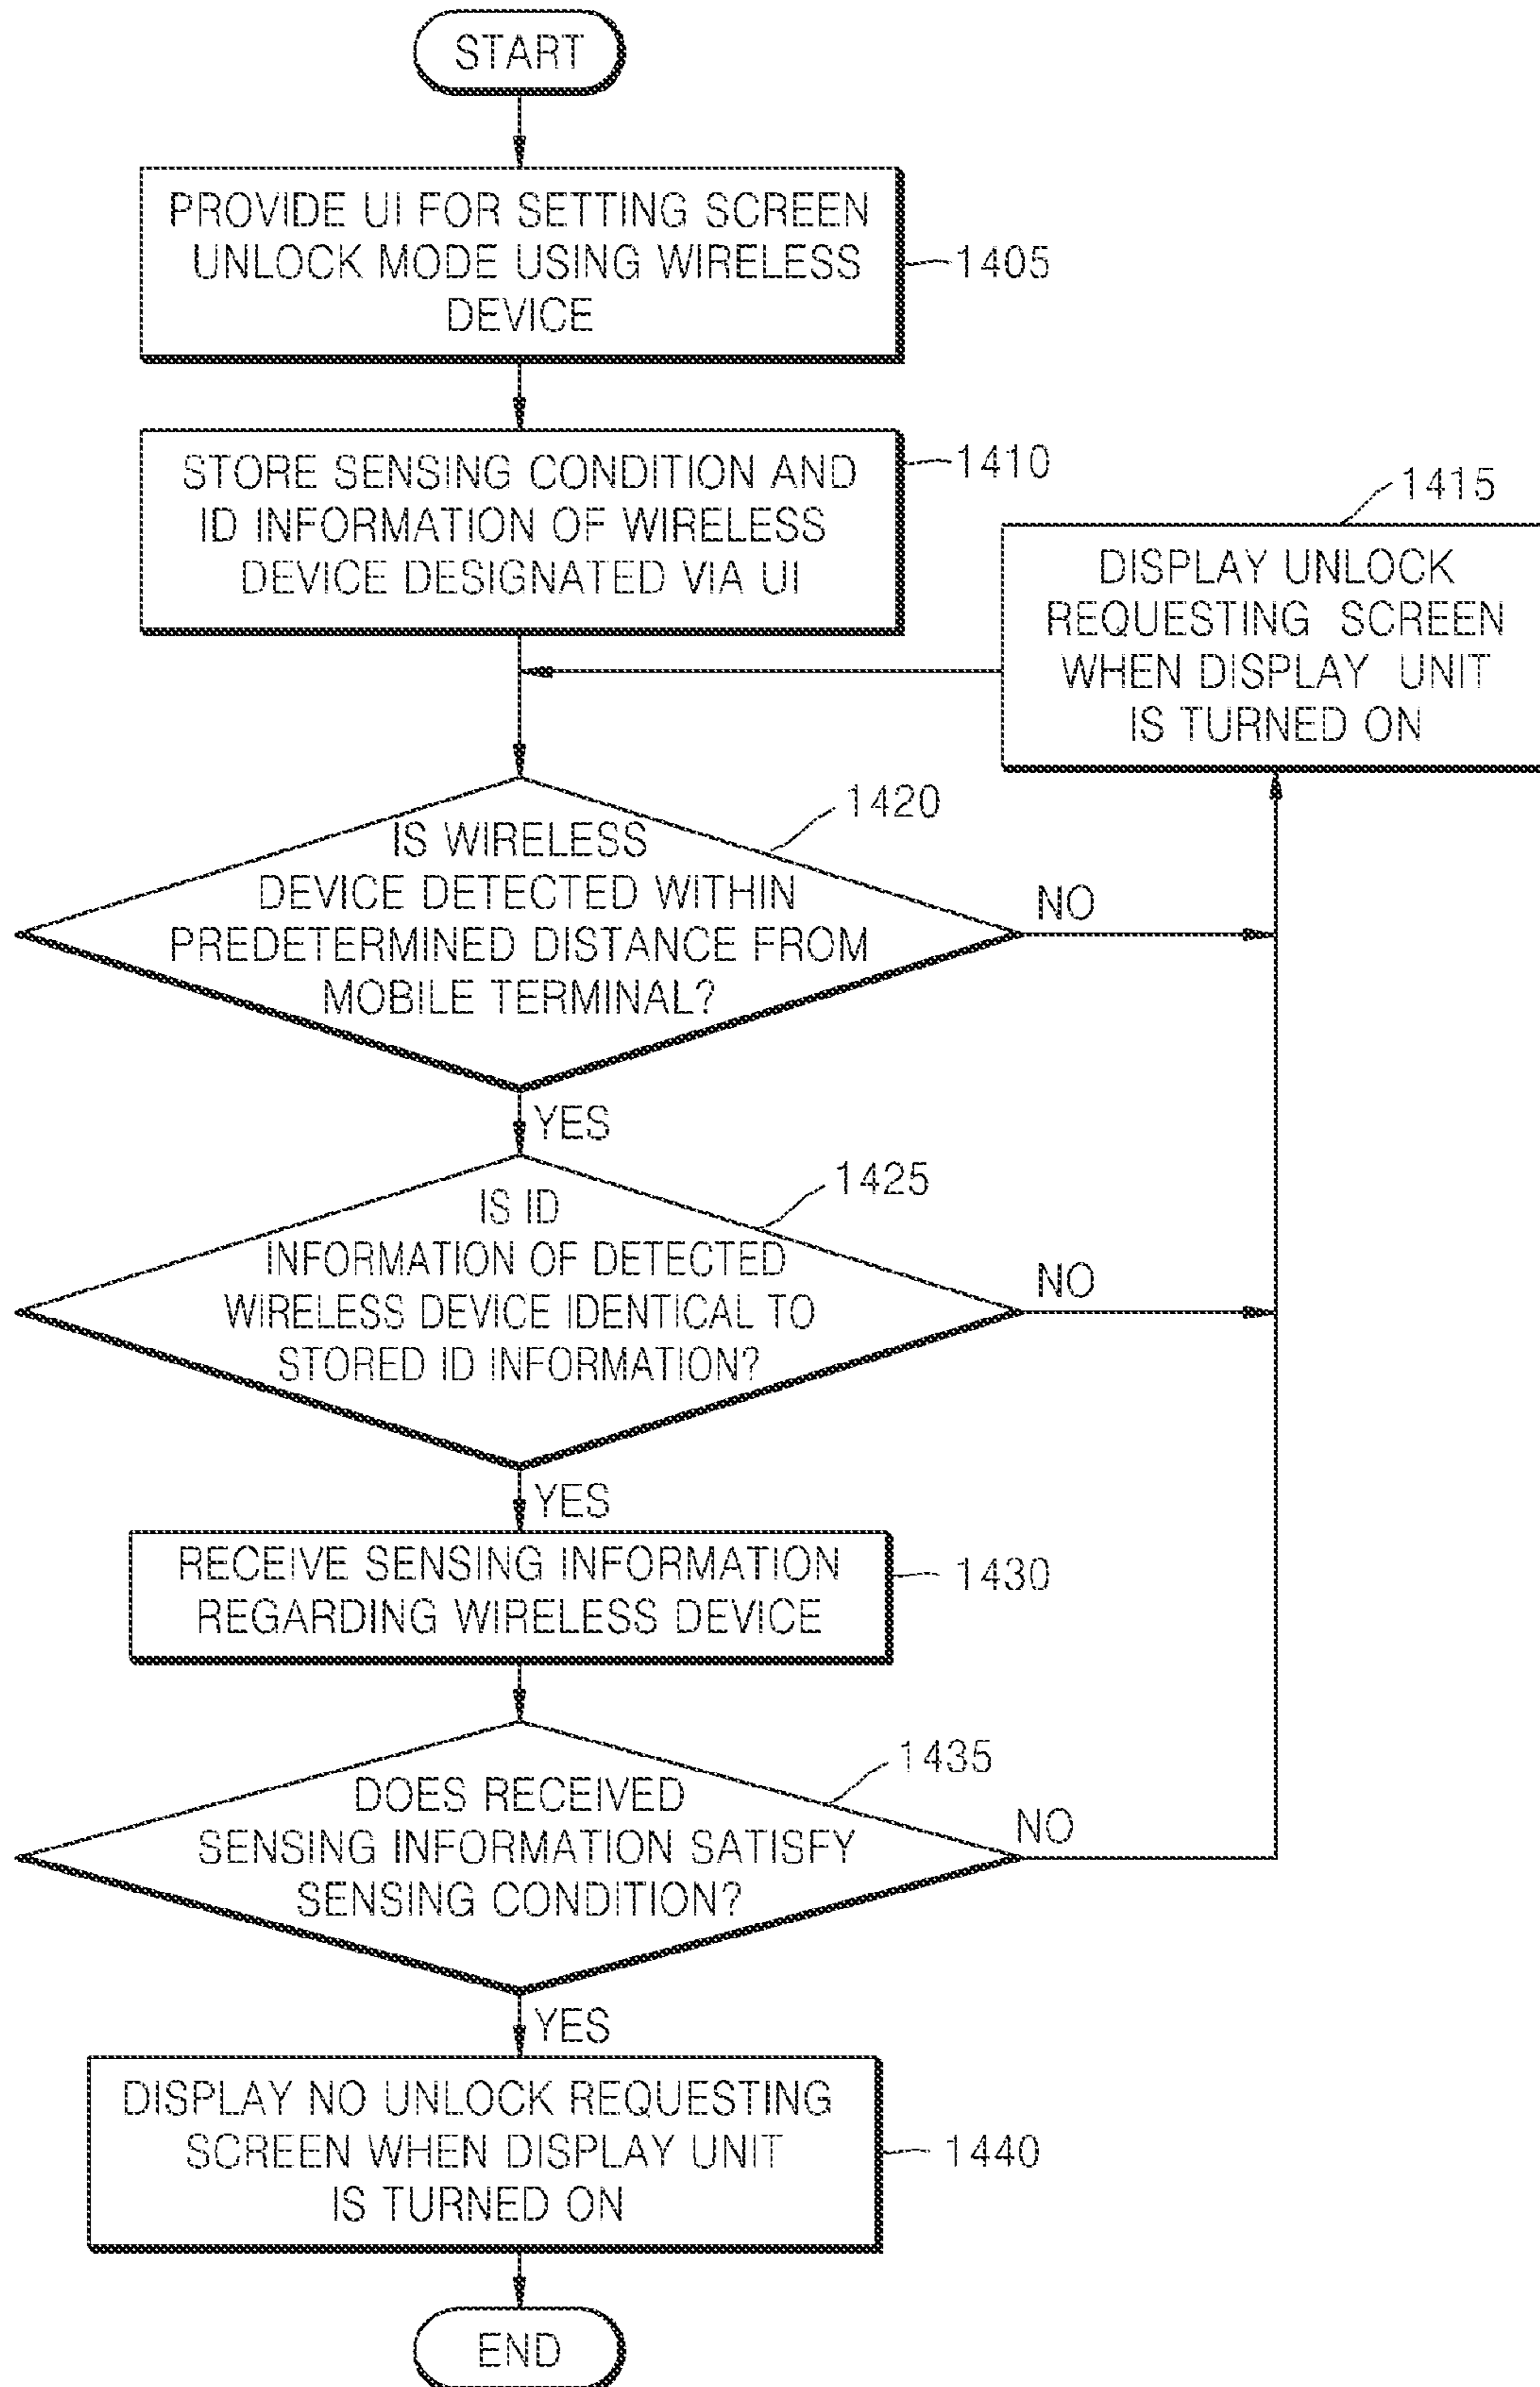 START
PROVIDE UI FOR SETTING SCREEN
UNLOCK MODE USING WIRELESS
DEVICE
1405
STORE SENSING CONDITION AND
ID INFORMATION OF WIRELESS
DEVICE DESIGNATED VIA UI
1410
1415
DISPLAY UNLOCK
REQUESTING SCREEN
WHEN DISPLAY UNIT
IS TURNED ON
1420
IS WIRELESS
DEVICE DETECTED WITHIN
PREDETERMINED DISTANCE FROM
MOBILE TERMINAL?
NO
YES
1425
IS ID
INFORMATION OF DETECTED
WIRELESS DEVICE IDENTICAL TO
STORED ID INFORMATION?
NO
YES
RECEIVE SENSING INFORMATION
REGARDING WIRELESS DEVICE
1430
1435
DOES RECEIVED
SENSING INFORMATION SATISFY
SENSING CONDITION?
NO
YES
DISPLAY NO UNLOCK REQUESTING
SCREEN WHEN DISPLAY UNIT
IS TURNED ON
1440
END